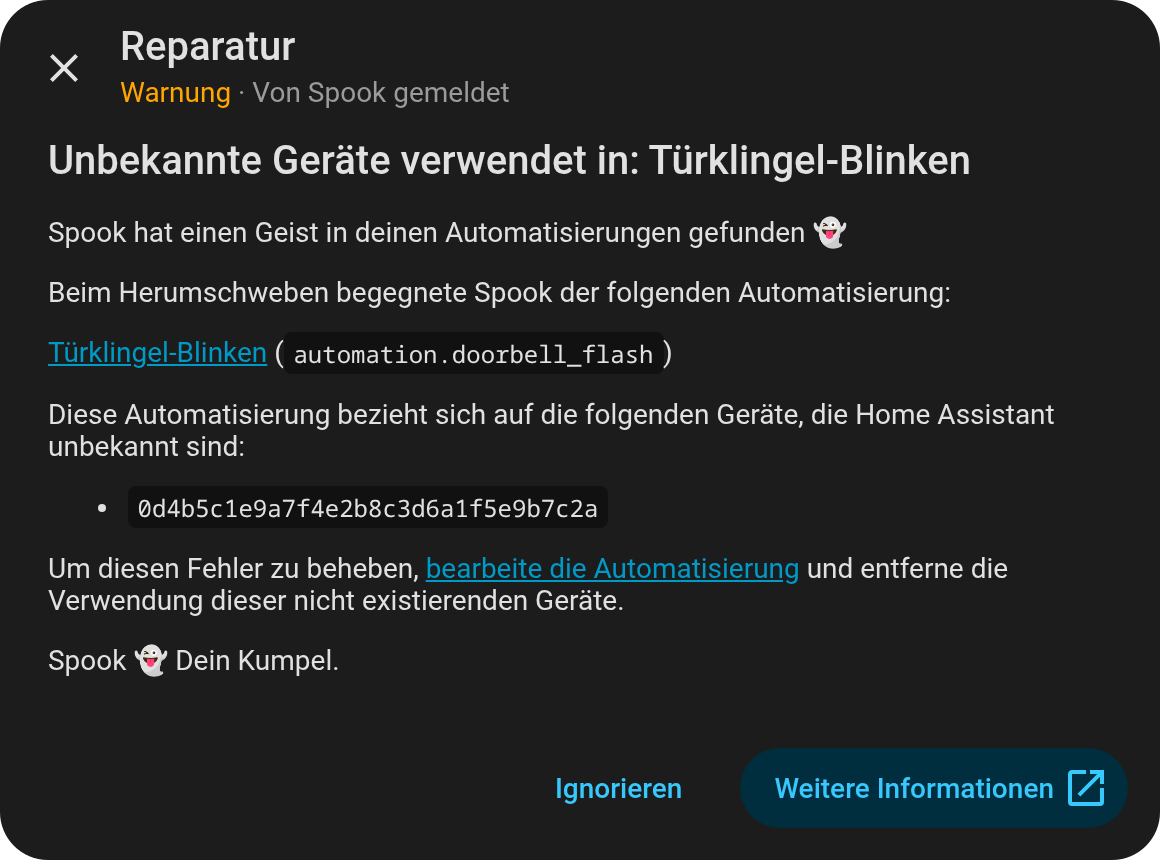 Reparatur
Warnung · Von Spook gemeldet
Unbekannte Geräte verwendet in: Türklingel-Blinken
Spook hat einen Geist in deinen Automatisierungen gefunden 👻
Beim Herumschweben begegnete Spook der folgenden Automatisierung:
Türklingel-Blinken (automation.doorbell_flash)
Diese Automatisierung bezieht sich auf die folgenden Geräte, die Home Assistant
unbekannt sind:
• 0d4b5c1e9a7f4e2b8c3d6a1f5e9b7c2a
Um diesen Fehler zu beheben, bearbeite die Automatisierung und entferne die
Verwendung dieser nicht existierenden Geräte.
Spook 👻 Dein Kumpel.
Ignorieren
Weitere Informationen